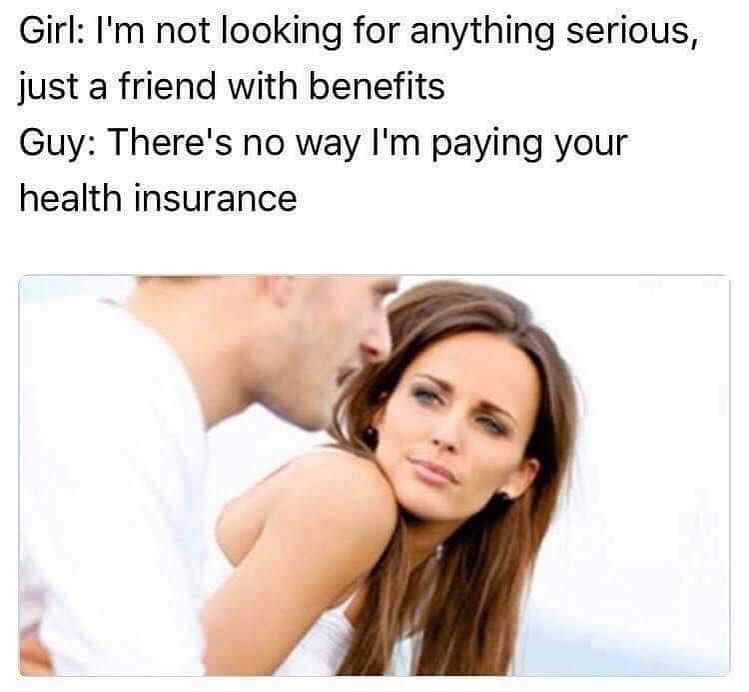 Girl: I'm not looking for anything serious,
just a friend with benefits
Guy: There's no way I'm paying your
health insurance